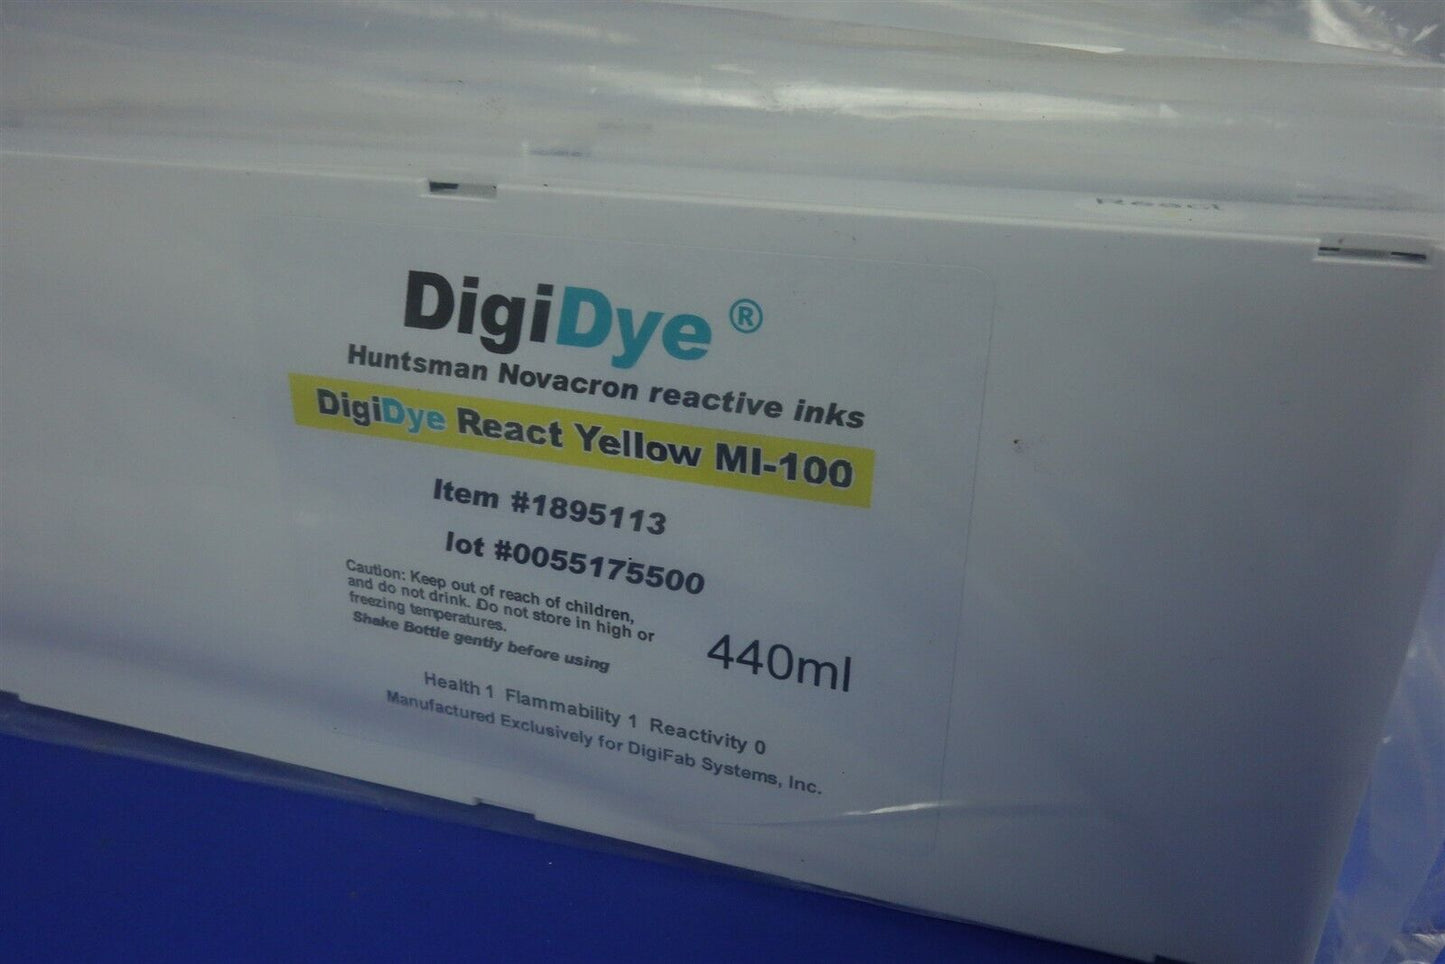 React
DigiDye ®
Huntsman Novacron reactive inks
DigiDye React Yellow MI-100
Item #1895113
lot #0055175500
Caution: Keep out of reach of children,
and do not drink. Do not store in high or
freezing temperatures.
Shake Bottle gently before using
440ml
Health 1 Flammability 1 Reactivity 0
Manufactured Exclusively for DigiFab Systems, Inc.